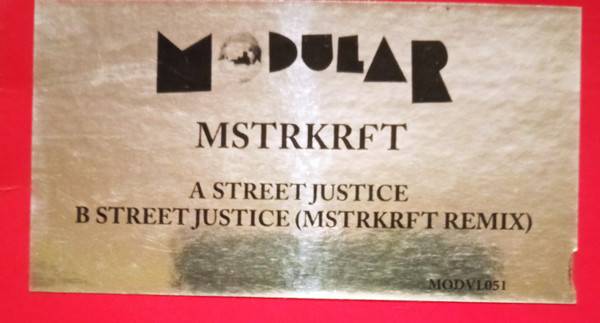 MODULAR
MSTRKRFT
A STREET JUSTICE
B STREET JUSTICE (MSTRKRFT REMIX)
MODVL051